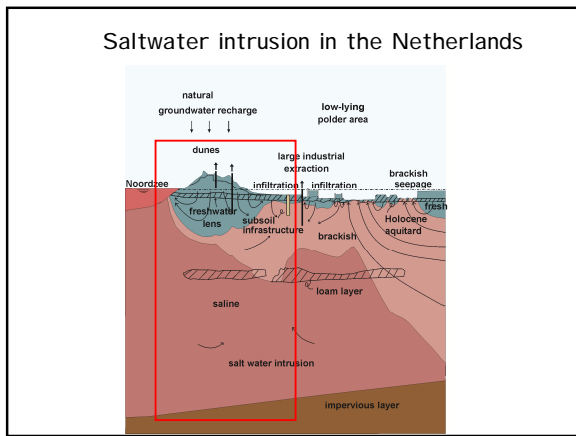 Saltwater intrusion in the Netherlands
natural
groundwater recharge
low-lying
polder area
dunes
large industrial
extraction
brackish
seepage
Noordzee
infiltration
infiltration
freshwater
lens
subsoil
infrastructure
brackish
Holocene
aquitard
fresh
loam layer
saline
salt water intrusion
impervious layer